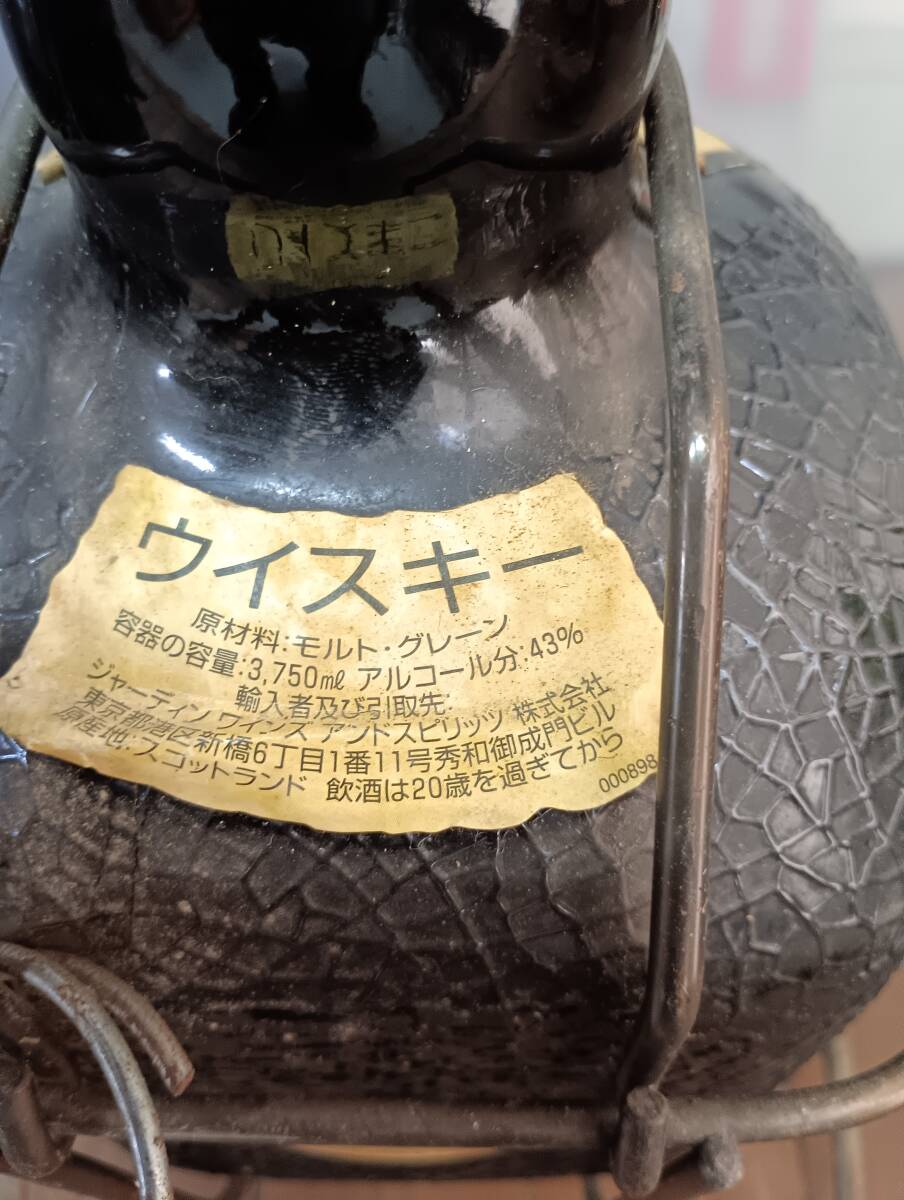 ウイスキー
原材料:モルト・グレーン
容器の容量:3,750㎖ アルコール分:43%
輸入者及び引取先:
ジャーディン ワインズ アンドスピリッツ 株式会社
東京都港区新橋6丁目1番11号秀和御成門ビル
原産地:スコットランド 飲酒は20歳を過ぎてから
000898